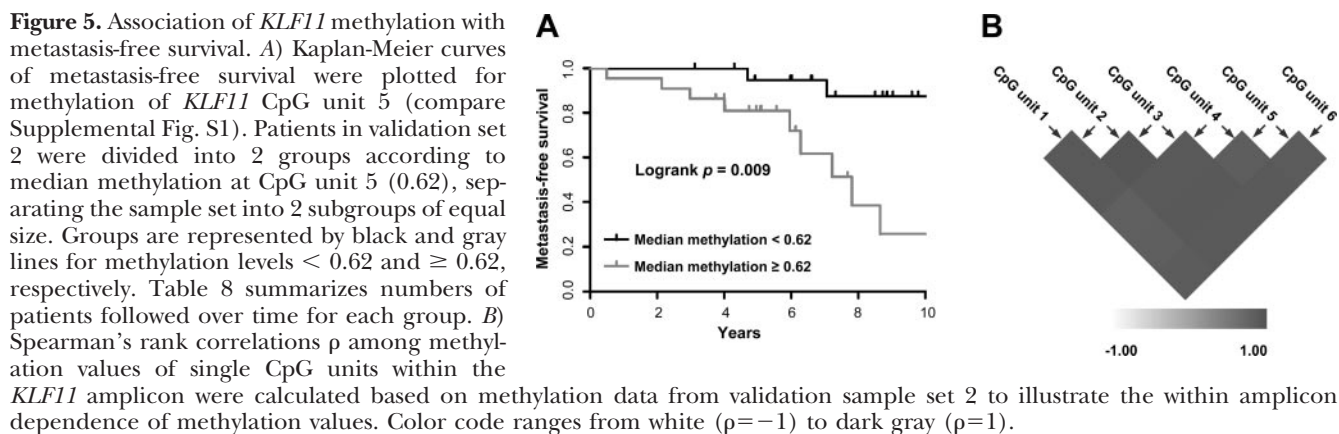 Figure 5. Association of KLF11 methylation with
metastasis-free survival. A) Kaplan-Meier curves
of metastasis-free survival were plotted for
methylation of KLF11 CpG unit 5 (compare
Supplemental Fig. S1). Patients in validation set
2 were divided into 2 groups according to
median methylation at CpG unit 5 (0.62), sep-
arating the sample set into 2 subgroups of equal
size. Groups are represented by black and gray
lines for methylation levels < 0.62 and ≥ 0.62,
respectively. Table 8 summarizes numbers of
patients followed over time for each group. B)
Spearman's rank correlations ρ among methyl-
ation values of single CpG units within the
KLF11 amplicon were calculated based on methylation data from validation sample set 2 to illustrate the within amplicon
dependence of methylation values. Color code ranges from white (ρ=−1) to dark gray (ρ=1).
A
Metastasis-free survival
1.0
0.8
0.6
0.4
0.2
0.0
Logrank p = 0.009
Median methylation < 0.62
Median methylation ≥ 0.62
0 2 4 6 8 10
Years
B
CpG unit 1
CpG unit 2
CpG unit 3
CpG unit 4
CpG unit 5
CpG unit 6
-1.00 1.00